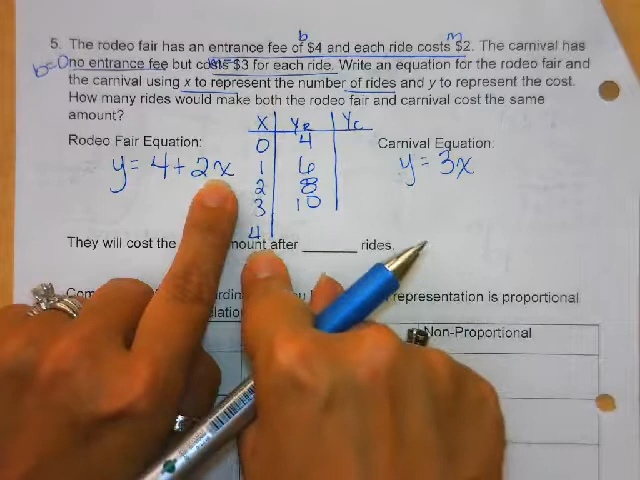 b m
5. The rodeo fair has an entrance fee of $4 and each ride costs $2. The carnival has
b=0 no entrance fee but costs $3 for each ride. Write an equation for the rodeo fair and
the carnival using x to represent the number of rides and y to represent the cost.
How many rides would make both the rodeo fair and carnival cost the same
amount?
X YR YC
Rodeo Fair Equation: 0 4 Carnival Equation:
y = 4 + 2x 1 6 y = 3x
2 8
3 10
4
They will cost the amount after ______ rides.
representation is proportional
Non-Proportional